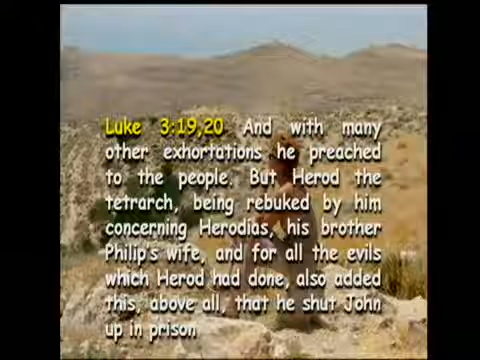 Luke 3:19,20 And with many
other exhortations he preached
to the people. But Herod the
tetrarch, being rebuked by him
concerning Herodias, his brother
Philip's wife, and for all the evils
which Herod had done, also added
this, above all, that he shut John
up in prison